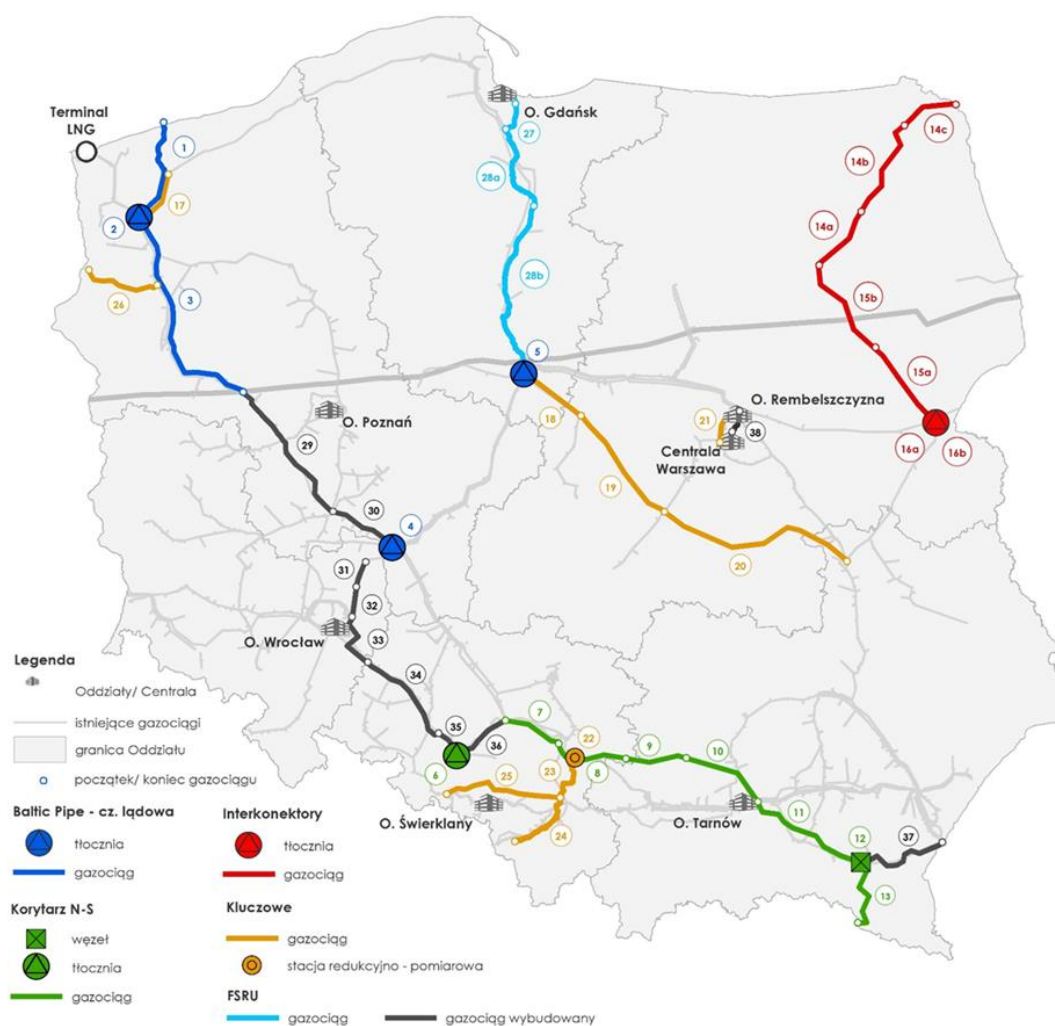 Terminal
LNG
O. Gdańsk
1
27
14c
14b
28a
17
2
14a
28b
26
3
15b
5
15a
O. Rembelszczyzna
18
21
38
O. Poznań
Centrala
Warszawa
16a
16b
29
19
30
4
20
31
32
O. Wrocław
33
34
35
36
7
22
6
23
8
9
10
25
O. Świerklany
24
O. Tarnów
11
12
37
13
Legenda
Oddziały/ Centrala
istniejące gazociągi
granica Oddziału
początek/ koniec gazociągu
Baltic Pipe - cz. lądowa
tłocznia
gazociąg
Korytarz N-S
węzeł
tłocznia
gazociąg
Interkonektory
tłocznia
gazociąg
Kluczowe
gazociąg
stacja redukcyjno - pomiarowa
FSRU
gazociąg
gazociąg wybudowany